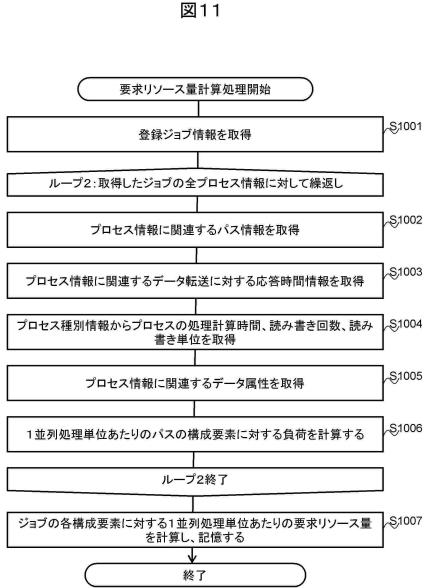 図11
要求リソース量計算処理開始
S1001
登録ジョブ情報を取得
ループ2：取得したジョブの全プロセス情報に対して繰返し
S1002
プロセス情報に関連するパス情報を取得
S1003
プロセス情報に関連するデータ転送に対する応答時間情報を取得
S1004
プロセス種別情報からプロセスの処理計算時間、読み書き回数、読み
書き単位を取得
S1005
プロセス情報に関連するデータ属性を取得
S1006
1並列処理単位あたりのパスの構成要素に対する負荷を計算する
ループ2終了
S1007
ジョブの各構成要素に対する1並列処理単位あたりの要求リソース量
を計算し、記憶する
終了